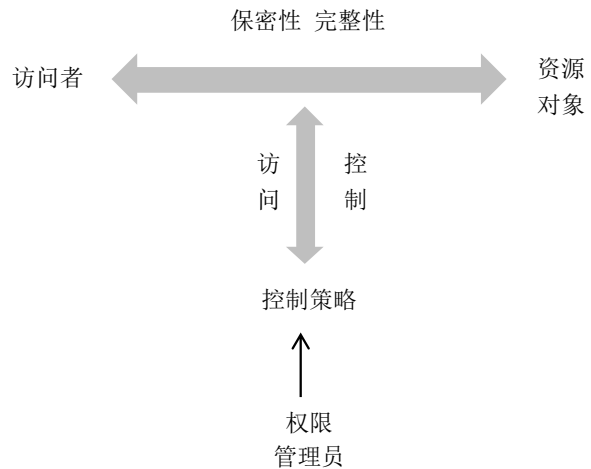 保密性 完整性
访问者
资源
对象
访 控
问 制
控制策略
权限
管理员